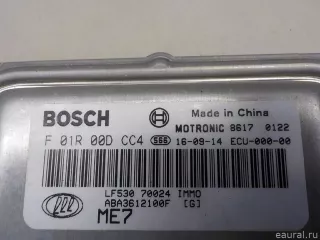 BOSCH Made in China
MOTRONIC 8617 0122
F 01R 00D CC4 566 16-09-14 ECU-000-00
LF530 70024 IMMO
ABA3612100F [G]
ME7
eaural.ru